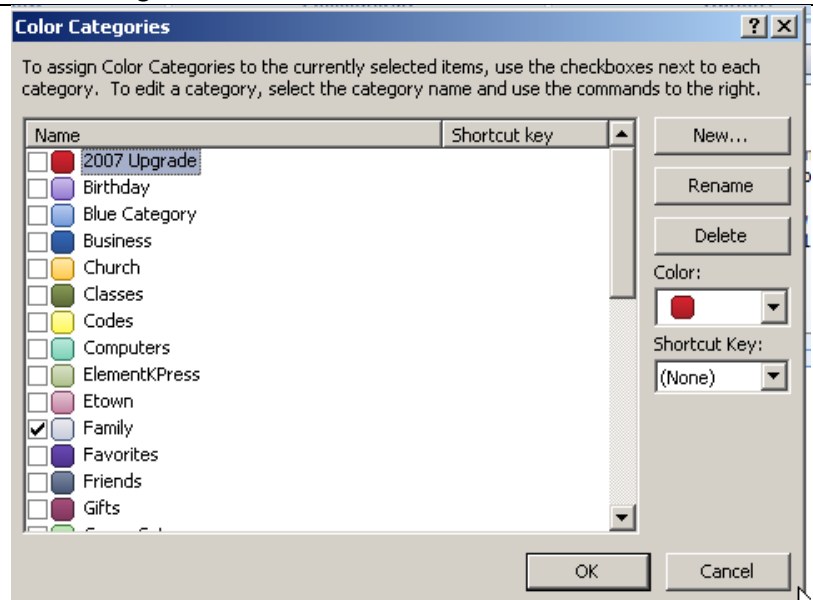 Color Categories
To assign Color Categories to the currently selected items, use the checkboxes next to each
category. To edit a category, select the category name and use the commands to the right.
Name Shortcut key
2007 Upgrade
Birthday
Blue Category
Business
Church
Classes
Codes
Computers
ElementKPress
Etown
Family
Favorites
Friends
Gifts
New...
Rename
Delete
Color:
Shortcut Key:
(None)
OK Cancel